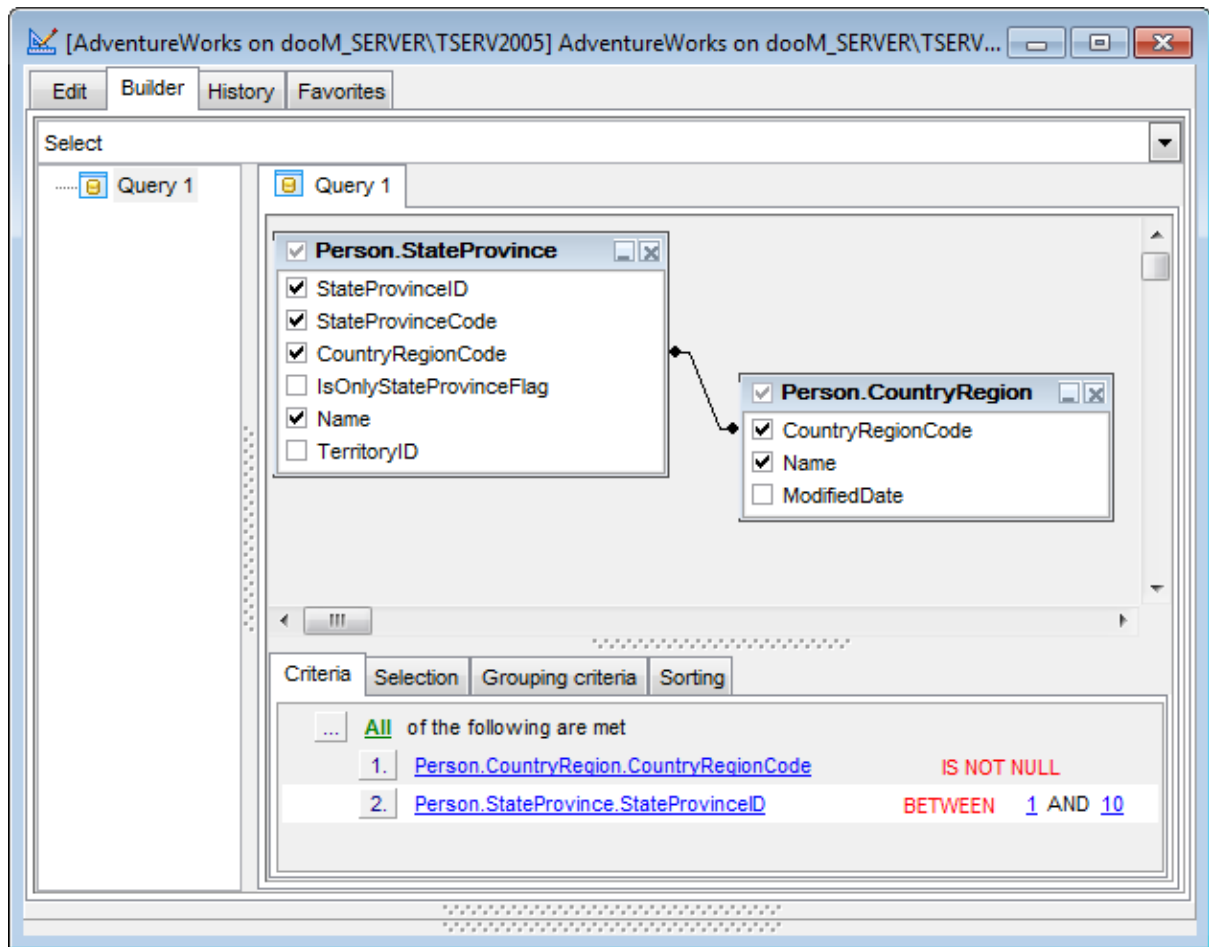 [AdventureWorks on dooM_SERVER\TSERV2005] AdventureWorks on dooM_SERVER\TSERV...
Edit Builder History Favorites
Select
Query 1
Query 1
Person.StateProvince
StateProvinceID
StateProvinceCode
CountryRegionCode
IsOnlyStateProvinceFlag
Name
TerritoryID
Person.CountryRegion
CountryRegionCode
Name
ModifiedDate
Criteria Selection Grouping criteria Sorting
... All of the following are met
1. Person.CountryRegion.CountryRegionCode IS NOT NULL
2. Person.StateProvince.StateProvinceID BETWEEN 1 AND 10